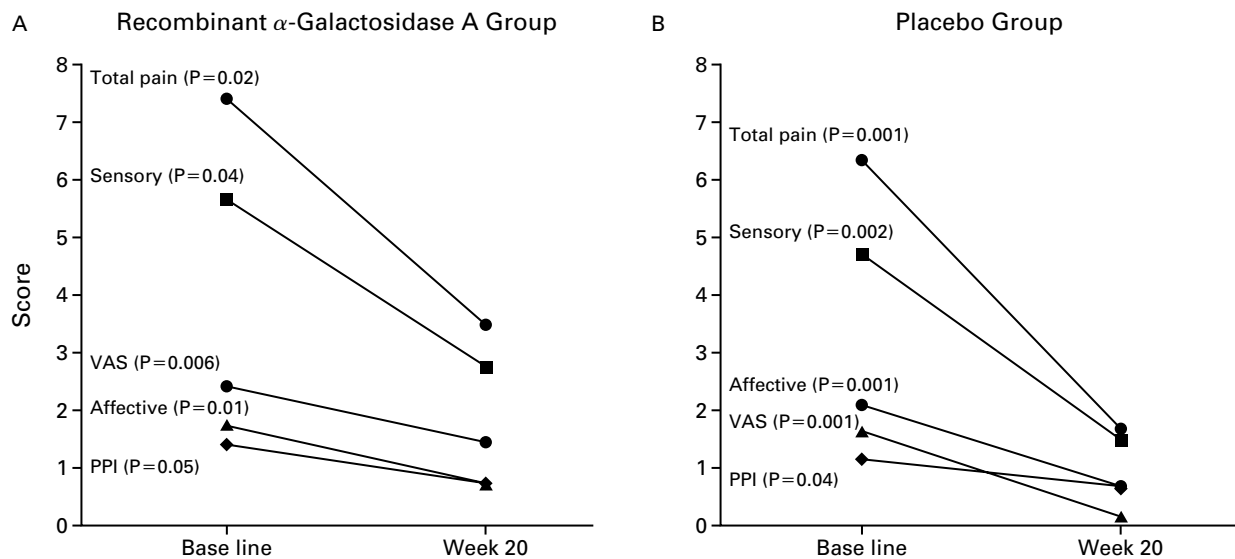 A
Recombinant α-Galactosidase A Group
Score
8
7
6
5
4
3
2
1
0
Total pain (P=0.02)
Sensory (P=0.04)
VAS (P=0.006)
Affective (P=0.01)
PPI (P=0.05)
Base line
Week 20
B
Placebo Group
8
7
6
5
4
3
2
1
0
Total pain (P=0.001)
Sensory (P=0.002)
Affective (P=0.001)
VAS (P=0.001)
PPI (P=0.04)
Base line
Week 20